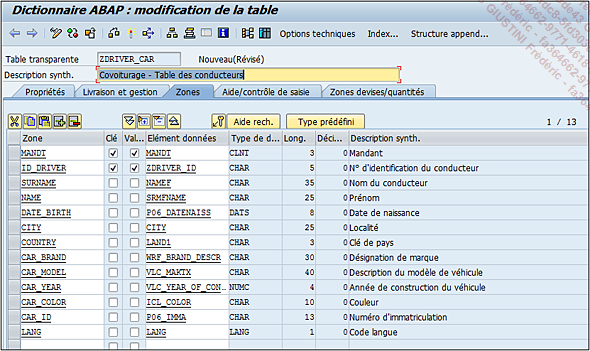 Dictionnaire ABAP : modification de la table
Options techniques Index... Structure append...
Table transparente ZDRIVER_CAR Nouveau(Révisé)
Description synth. Covoiturage - Table des conducteurs
Propriétés Livraison et gestion Zones Aide/contrôle de saisie Zones devises/quantités
Aide rech. Type prédéfini 1 / 13
Zone Clé Val... Elément données Type de d... Long. Déci... Description synth.
MANDT MANDT CLNT 3 0 Mandant
ID_DRIVER ZDRIVER_ID CHAR 5 0 N° d'identification du conducteur
SURNAME NAMEF CHAR 35 0 Nom du conducteur
NAME SRMFNAME CHAR 25 0 Prénom
DATE_BIRTH P06_DATENAISS DATS 8 0 Date de naissance
CITY CITY CHAR 25 0 Localité
COUNTRY LAND1 CHAR 3 0 Clé de pays
CAR_BRAND WRF_BRAND_DESCR CHAR 30 0 Désignation de marque
CAR_MODEL VLC_MAKTX CHAR 40 0 Description du modèle de véhicule
CAR_YEAR VLC_YEAR_OF_CON... NUMC 4 0 Année de construction du véhicule
CAR_COLOR ICL_COLOR CHAR 10 0 Couleur
CAR_ID P06_IMMA CHAR 13 0 Numéro d'immatriculation
LANG LANG LANG 1 0 Code langue